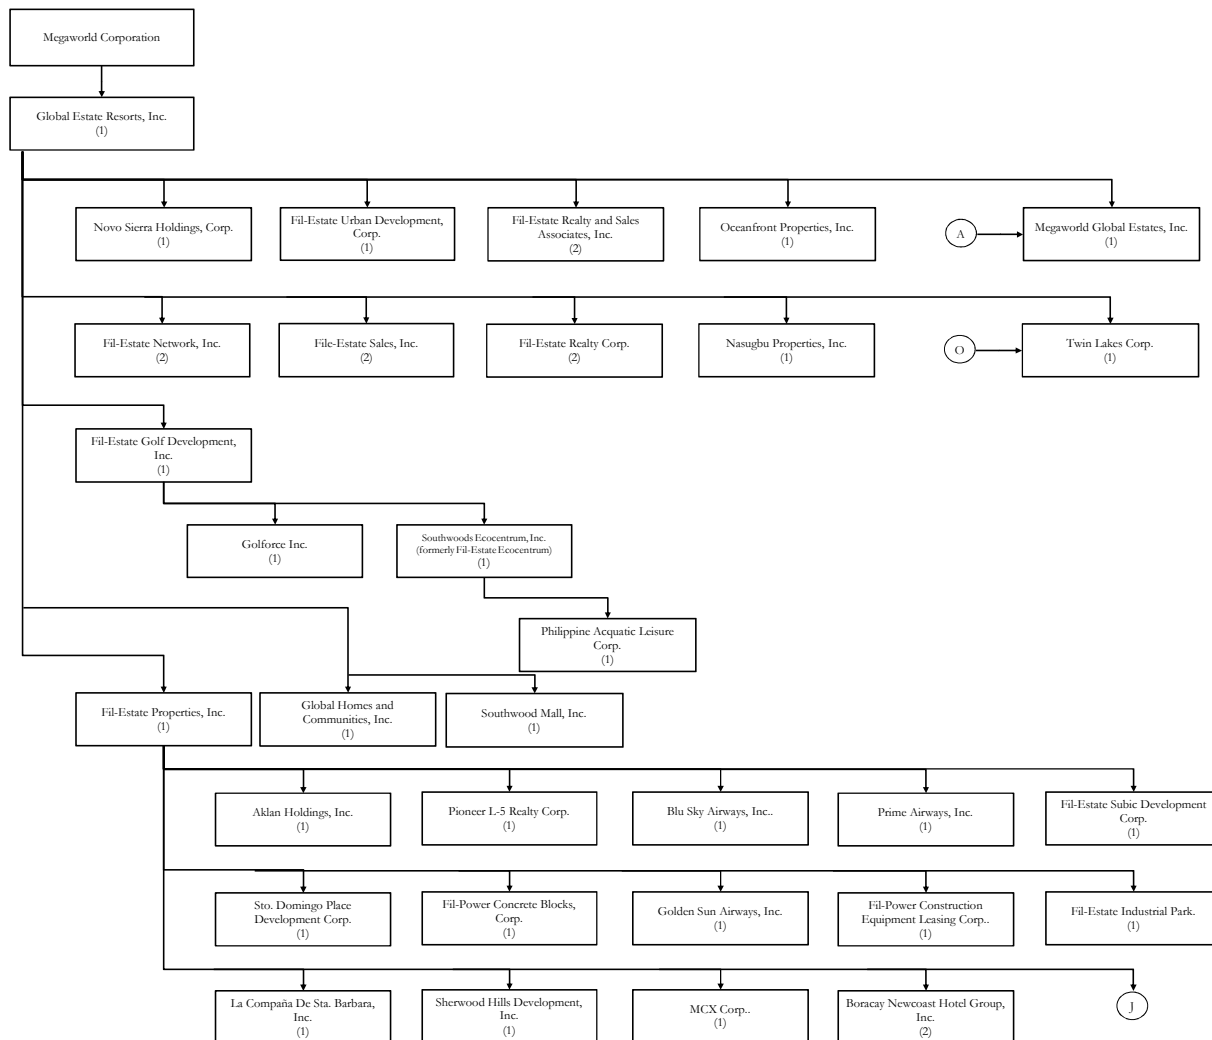 Megaworld Corporation
Global Estate Resorts, Inc.
(1)
Novo Sierra Holdings, Corp.
(1)
Fil-Estate Urban Development,
Corp.
(1)
Fil-Estate Realty and Sales
Associates, Inc.
(2)
Oceanfront Properties, Inc.
(1)
A
Megaworld Global Estates, Inc.
(1)
Fil-Estate Network, Inc.
(2)
File-Estate Sales, Inc.
(2)
Fil-Estate Realty Corp.
(2)
Nasugbu Properties, Inc.
(1)
O
Twin Lakes Corp.
(1)
Fil-Estate Golf Development,
Inc.
(1)
Golforce Inc.
(1)
Southwoods Ecocentrum, Inc.
(formerly Fil-Estate Ecocentrum)
(1)
Philippine Acquatic Leisure
Corp.
(1)
Fil-Estate Properties, Inc.
(1)
Global Homes and
Communities, Inc.
(1)
Southwood Mall, Inc.
(1)
Aklan Holdings, Inc.
(1)
Pioneer L-5 Realty Corp.
(1)
Blu Sky Airways, Inc..
(1)
Prime Airways, Inc.
(1)
Fil-Estate Subic Development
Corp.
(1)
Sto. Domingo Place
Development Corp.
(1)
Fil-Power Concrete Blocks,
Corp.
(1)
Golden Sun Airways, Inc.
(1)
Fil-Power Construction
Equipment Leasing Corp..
(1)
Fil-Estate Industrial Park.
(1)
La Compaña De Sta. Barbara,
Inc.
(1)
Sherwood Hills Development,
Inc.
(1)
MCX Corp..
(1)
Boracay Newcoast Hotel Group,
Inc.
(2)
J